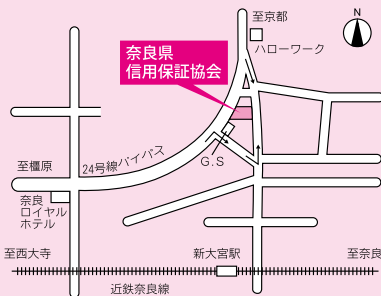 N
至京都
ハローワーク
奈良県
信用保証協会
至橿原
24号線バイパス
G.S
奈良
ロイヤル
ホテル
至西大寺
新大宮駅
至奈良
近鉄奈良線